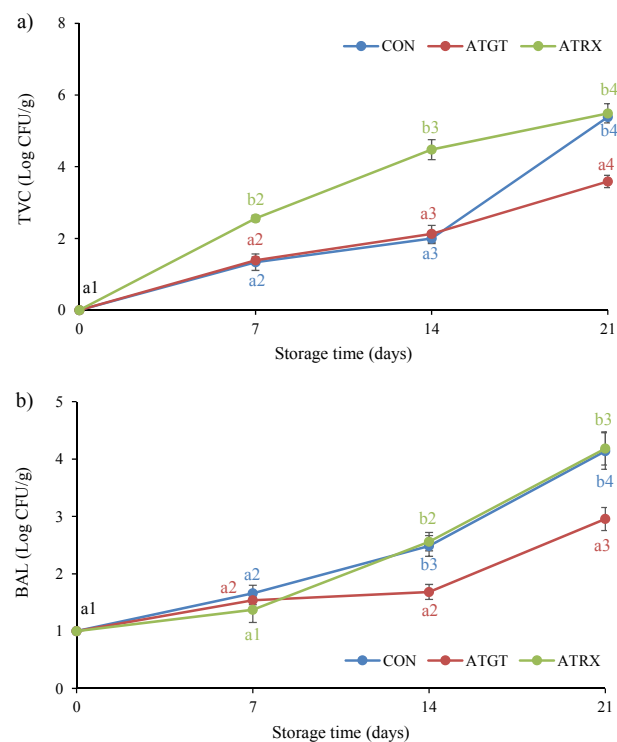 a)
8
6
4
2
0
TVC (Log CFU/g)
CON ATGT ATRX
a1
b2
a2
a2
b3
a3
a3
b4
b4
a4
0 7 14 21
Storage time (days)
b)
5
4
3
2
1
0
BAL (Log CFU/g)
a1
a2
a2
a1
b2
b3
a2
b3
b4
a3
CON ATGT ATRX
0 7 14 21
Storage time (days)